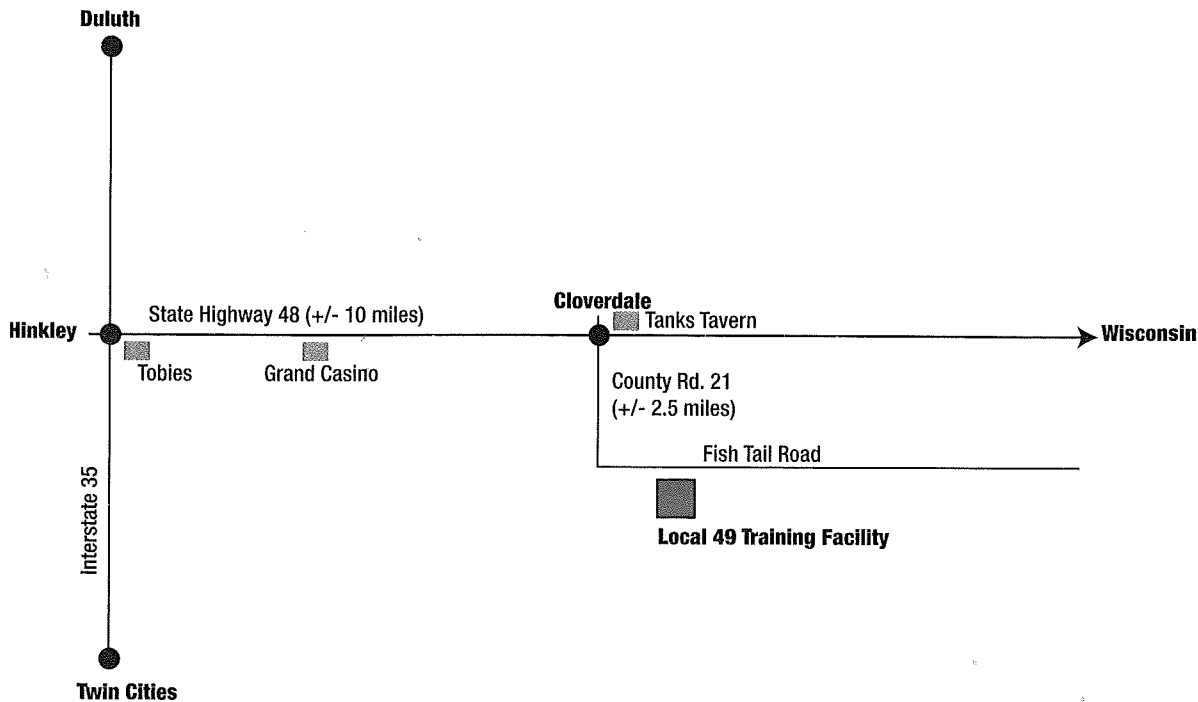 Duluth
Hinkley
State Highway 48 (+/- 10 miles)
Cloverdale
Tanks Tavern
Wisconsin
Tobies
Grand Casino
County Rd. 21
(+/- 2.5 miles)
Fish Tail Road
Interstate 35
Local 49 Training Facility
Twin Cities